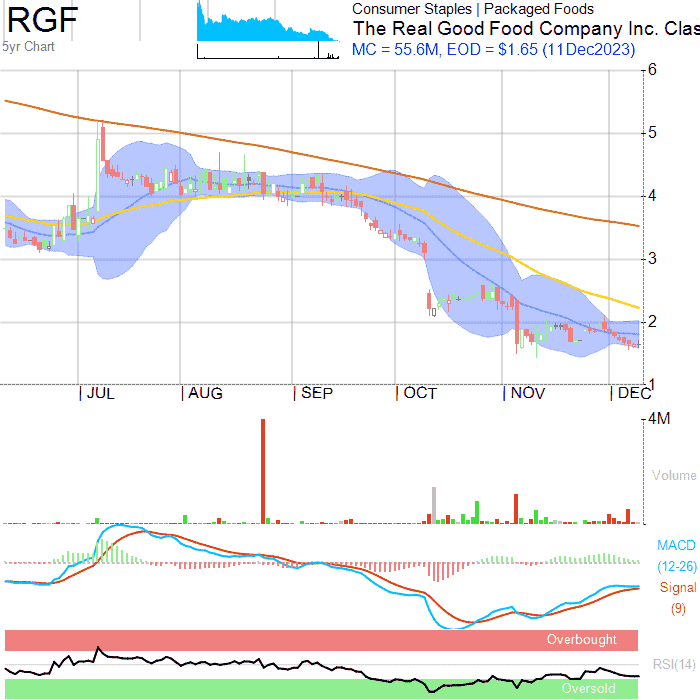 RGF
5yr Chart
Consumer Staples | Packaged Foods
The Real Good Food Company Inc. Clas
MC = 55.6M, EOD = $1.65 (11Dec2023)
6
5
4
3
2
1
JUL AUG SEP OCT NOV DEC
4M
Volume
MACD
(12-26)
Signal
(9)
Overbought
RSI(14)
Oversold